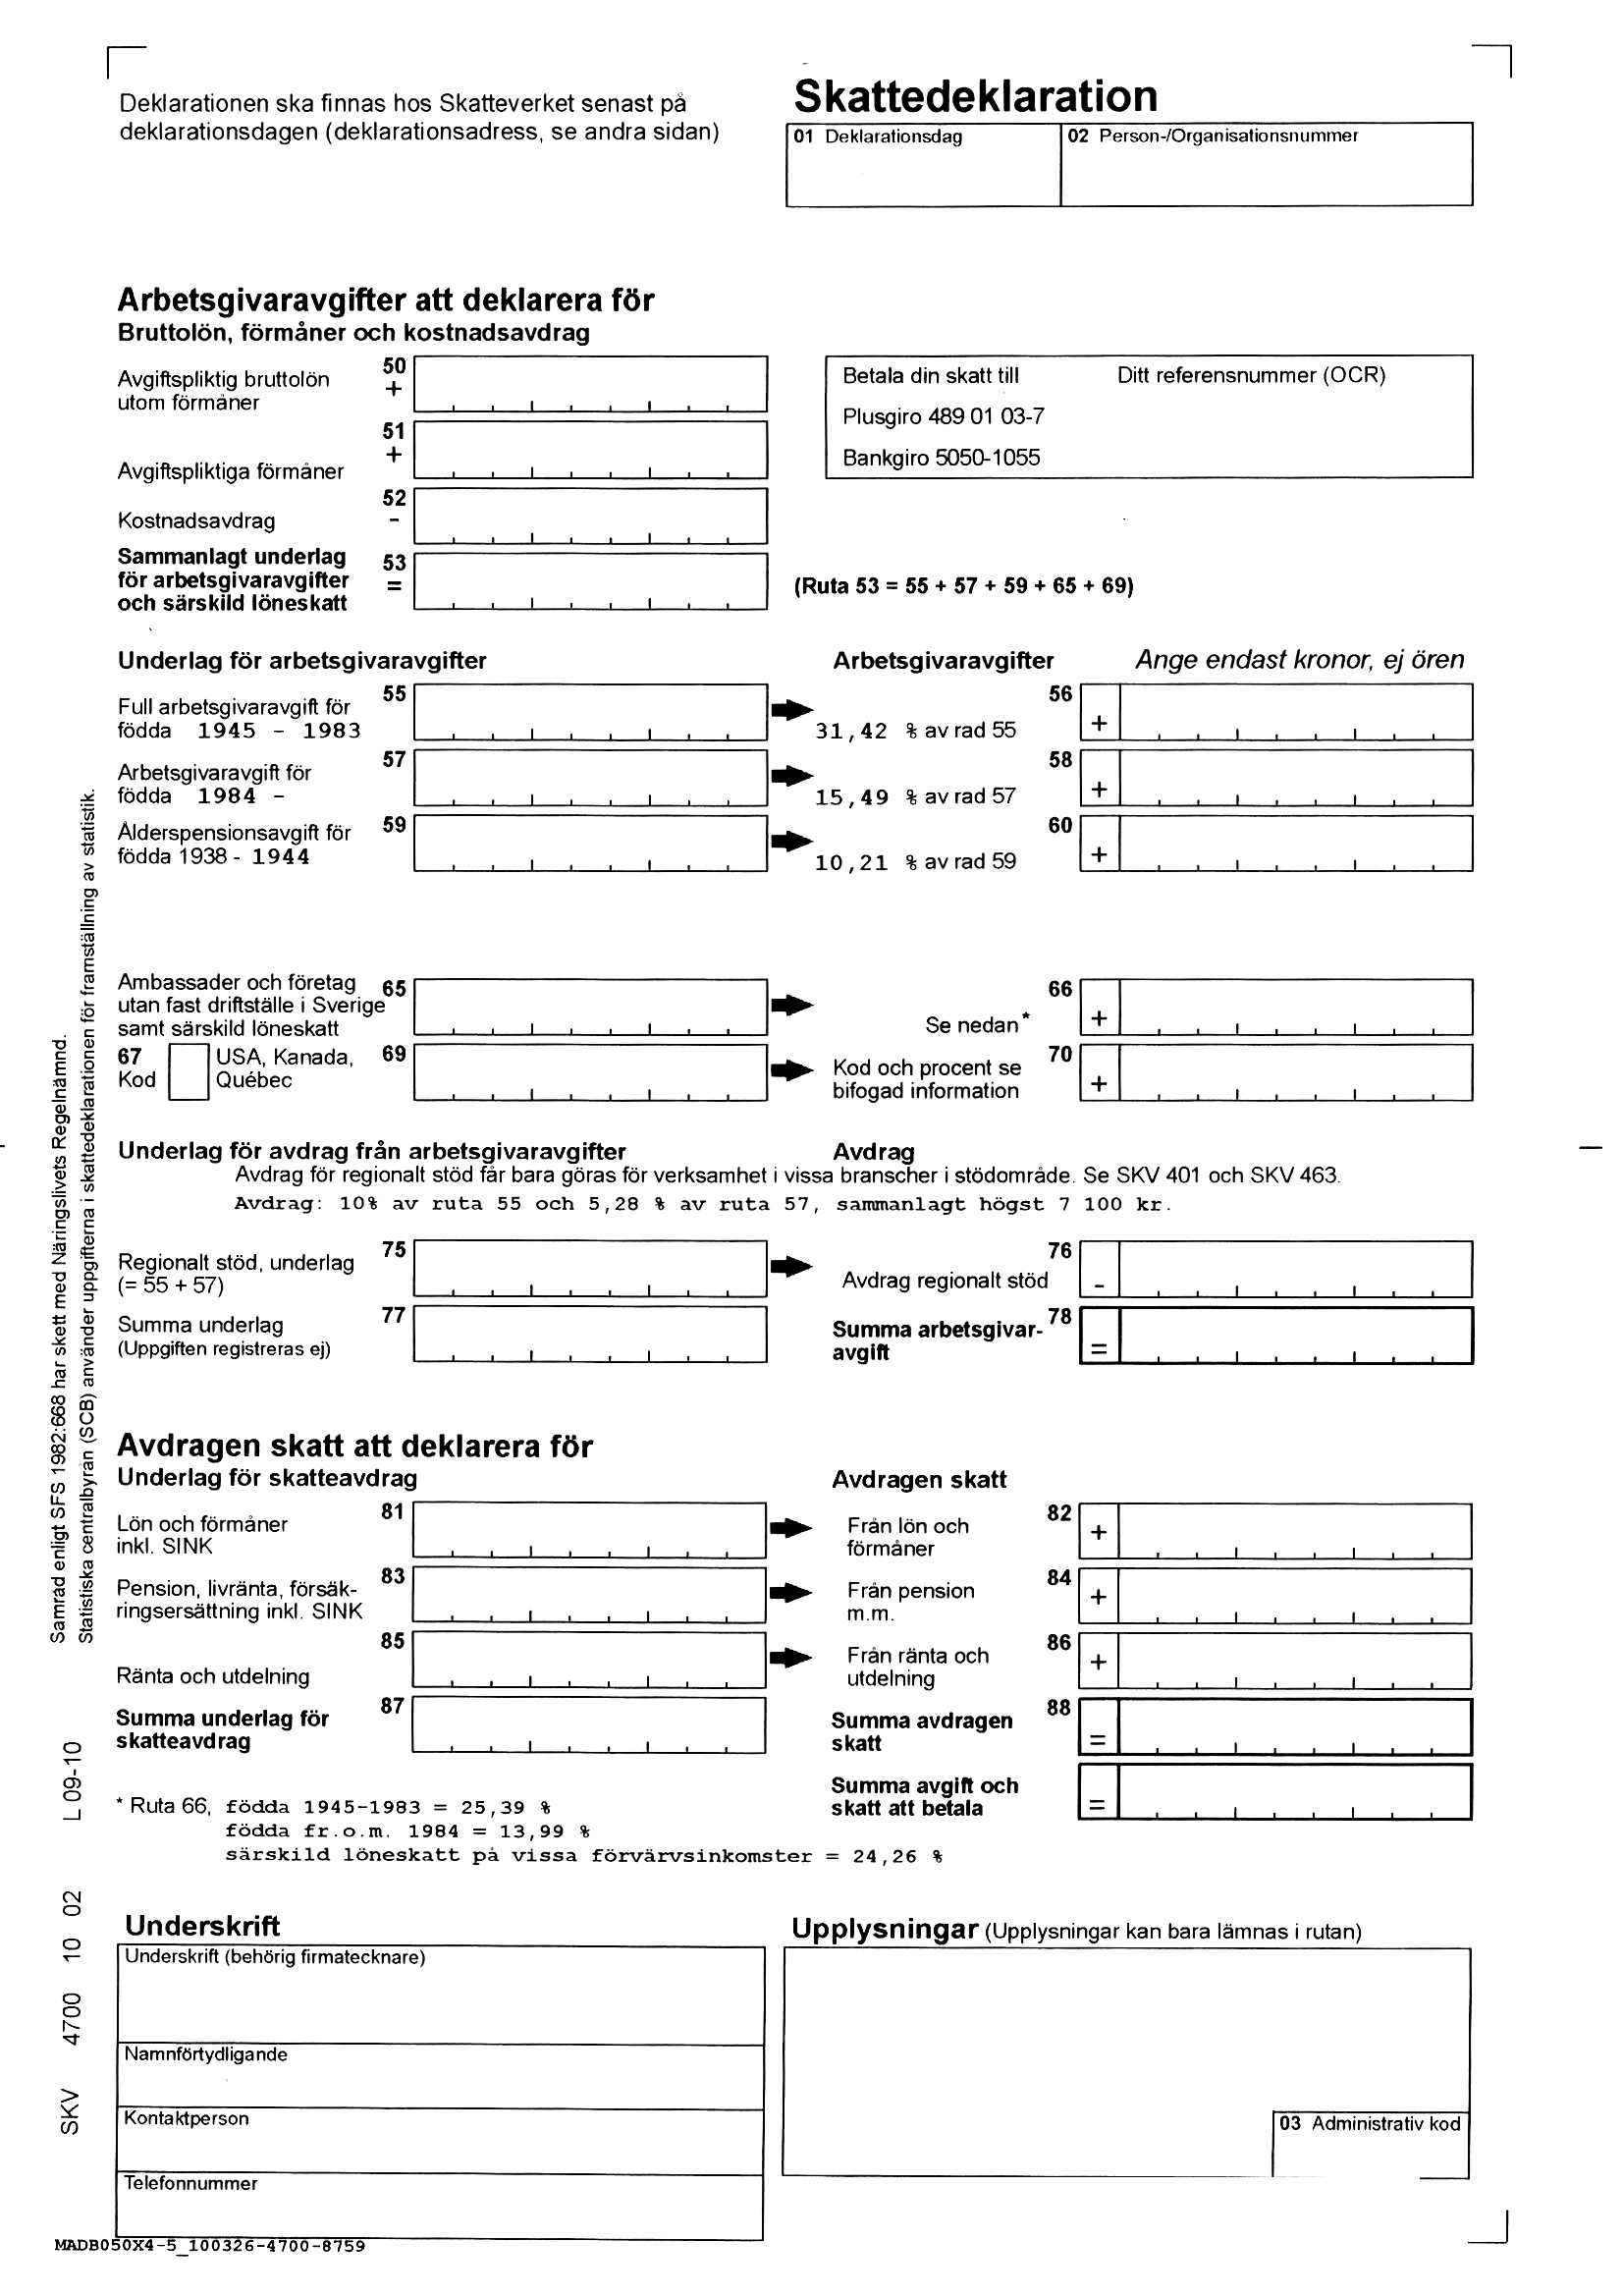 Deklarationen ska finnas hos Skatteverket senast på
deklarationsdagen (deklarationsadress, se andra sidan)
Skattedeklaration
01 Deklarationsdag
02 Person-/Organisationsnummer
Arbetsgivaravgifter att deklarera för
Bruttolön, förmåner och kostnadsavdrag
Avgiftspliktig bruttolön
utom förmåner
50
+
51
+
Avgiftspliktiga förmåner
52
Kostnadsavdrag -
Sammanlagt underlag
för arbetsgivaravgifter
och särskild löneskatt
53
=
Betala din skatt till
Ditt referensnummer (OCR)
Plusgiro 489 01 03-7
Bankgiro 5050-1055
(Ruta 53 = 55 + 57 + 59 + 65 + 69)
Underlag för arbetsgivaravgifter
Arbetsgivaravgifter
Ange endast kronor, ej ören
Full arbetsgivaravgift för
födda 1945 - 1983
55
31,42 % av rad 55
56
+
Arbetsgivaravgift för
födda 1984 -
57
15,49 % av rad 57
58
+
Ålderspensionsavgift för
födda 1938 - 1944
59
10,21 % av rad 59
60
+
Ambassader och företag
utan fast driftställe i Sverige
samt särskild löneskatt
65
Se nedan*
66
+
67
Kod
USA, Kanada,
Québec
69
Kod och procent se
bifogad information
70
+
Underlag för avdrag från arbetsgivaravgifter
Avdrag
Avdrag för regionalt stöd får bara göras för verksamhet i vissa branscher i stödområde. Se SKV 401 och SKV 463.
Avdrag: 10% av ruta 55 och 5,28 % av ruta 57, sammanlagt högst 7 100 kr.
Regionalt stöd, underlag
(= 55 + 57)
75
Avdrag regionalt stöd
76
-
Summa underlag
(Uppgiften registreras ej)
77
Summa arbetsgivar-
avgift
78
=
Avdragen skatt att deklarera för
Underlag för skatteavdrag
Avdragen skatt
Lön och förmåner
inkl. SINK
81
Från lön och
förmåner
82
+
Pension, livränta, försäk-
ringsersättning inkl. SINK
83
Från pension
m.m.
84
+
85
Ränta och utdelning
Från ränta och
utdelning
86
+
Summa underlag för
skatteavdrag
87
Summa avdragen
skatt
88
=
Summa avgift och
skatt att betala
=
* Ruta 66, födda 1945-1983 = 25,39 %
födda fr.o.m. 1984 = 13,99 %
särskild löneskatt på vissa förvärvsinkomster = 24,26 %
Underskrift
Underskrift (behörig firmatecknare)
Namnförtydligande
Kontaktperson
Telefonnummer
Upplysningar (Upplysningar kan bara lämnas i rutan)
03 Administrativ kod
MADB050X4-5_100326-4700-8759
Samråd enligt SFS 1982:668 har skett med Näringslivets Regelnämnd.
Statistiska centralbyrån (SCB) använder uppgifterna i skattedeklarationen för framställning av statistik.
SKV 4700 10 02 L 09-10